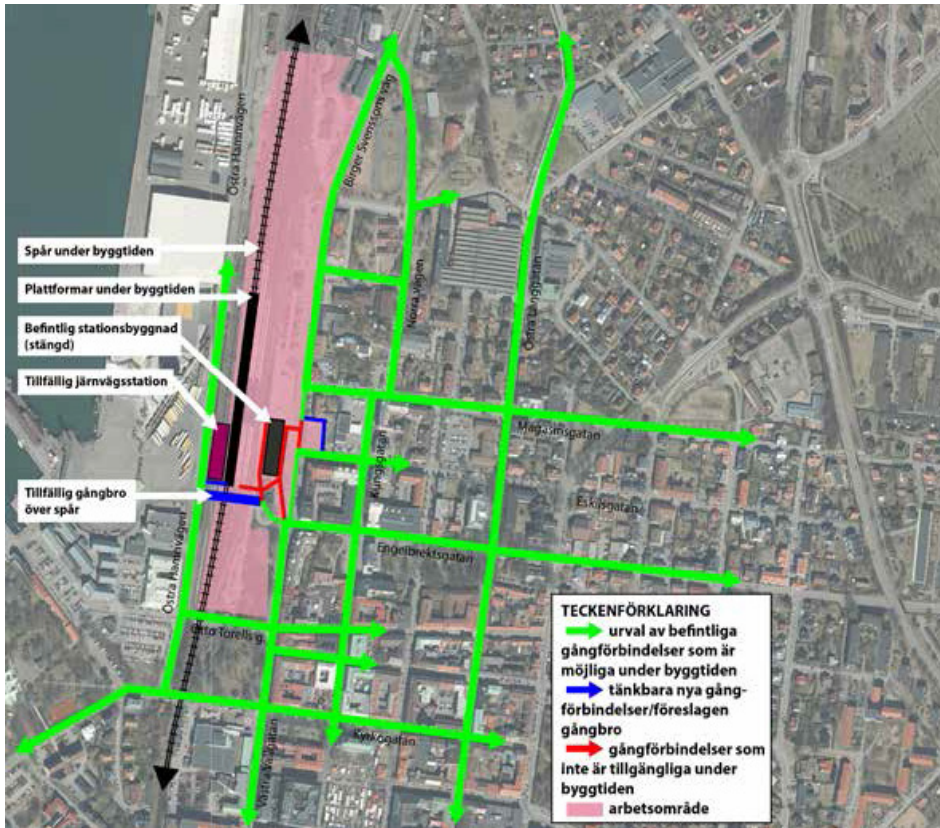 Östra Hamnvägen
Birger Svenssons väg
Spår under byggtiden
Plattformar under byggtiden
Norra vägen
Östra Långgatan
Befintlig stationsbyggnad
(stängd)
Tillfällig järnvägsstation
Magasinsgatan
Kungsgatan
Tillfällig gångbro
över spår
Eskilsgatan
Engelbrektsgatan
Östra Hamnvägen
Otto Torells g.
Kyrkogatan
Västra Vallgatan
TECKENFÖRKLARING
urval av befintliga
gångförbindelser som är
möjliga under byggtiden
tänkbara nya gång-
förbindelser/föreslagen
gångbro
gångförbindelser som
inte är tillgängliga under
byggtiden
arbetsområde